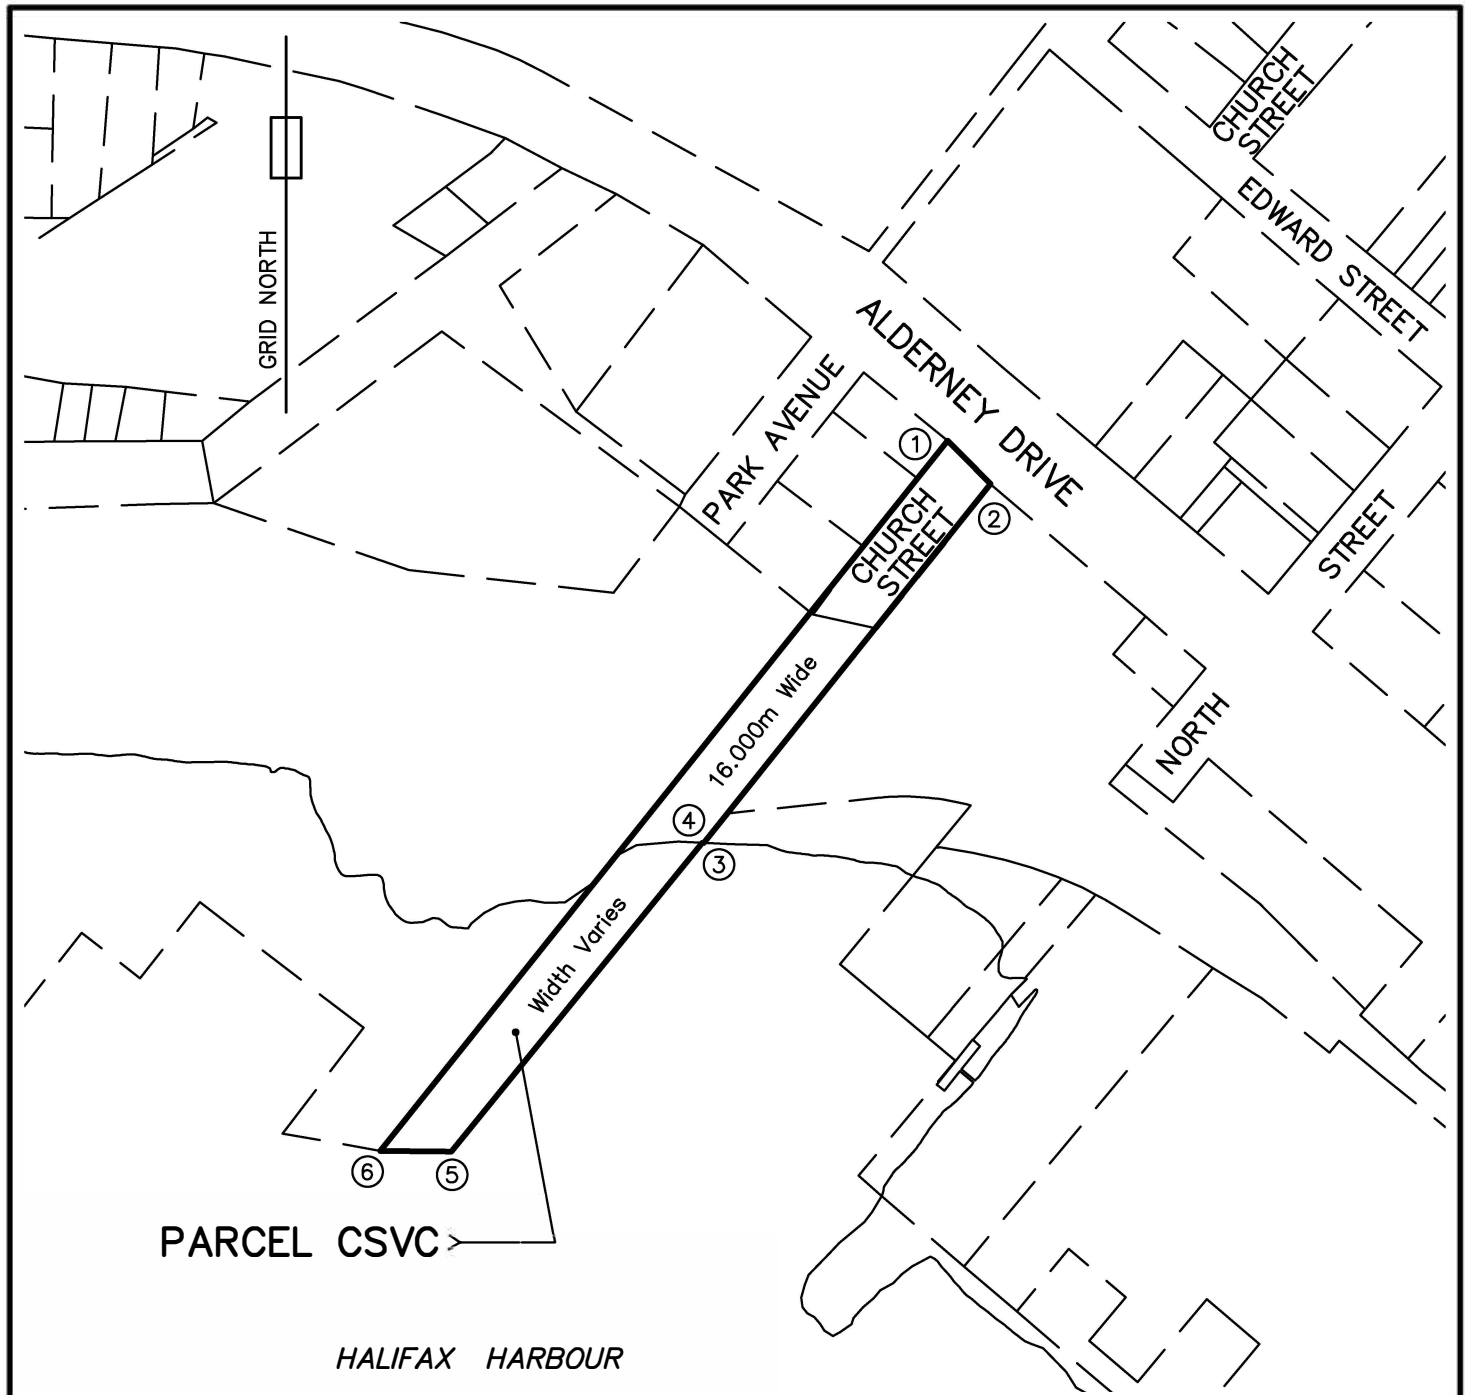 CHURCH
STREET
EDWARD STREET
GRID NORTH
ALDERNEY DRIVE
PARK AVENUE
1
2
CHURCH
STREET
STREET
NORTH
16.000m Wide
4
3
Width Varies
6
5
PARCEL CSVC
HALIFAX HARBOUR